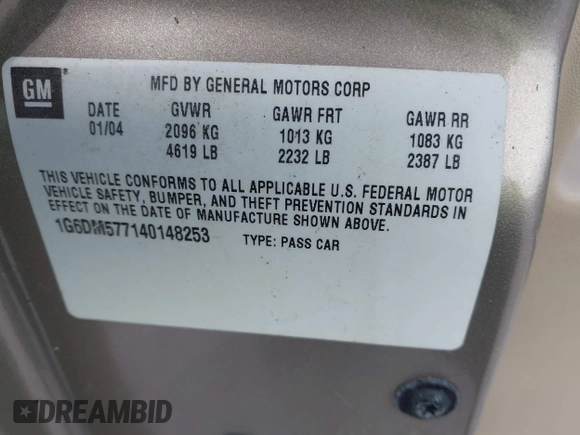 GM
MFD BY GENERAL MOTORS CORP
DATE GVWR GAWR FRT GAWR RR
01/04 2096 KG 1013 KG 1083 KG
4619 LB 2232 LB 2387 LB
THIS VEHICLE CONFORMS TO ALL APPLICABLE U.S. FEDERAL MOTOR
VEHICLE SAFETY, BUMPER, AND THEFT PREVENTION STANDARDS IN
EFFECT ON THE DATE OF MANUFACTURE SHOWN ABOVE.
1G6DM577140148253 TYPE: PASS CAR
DREAMBID